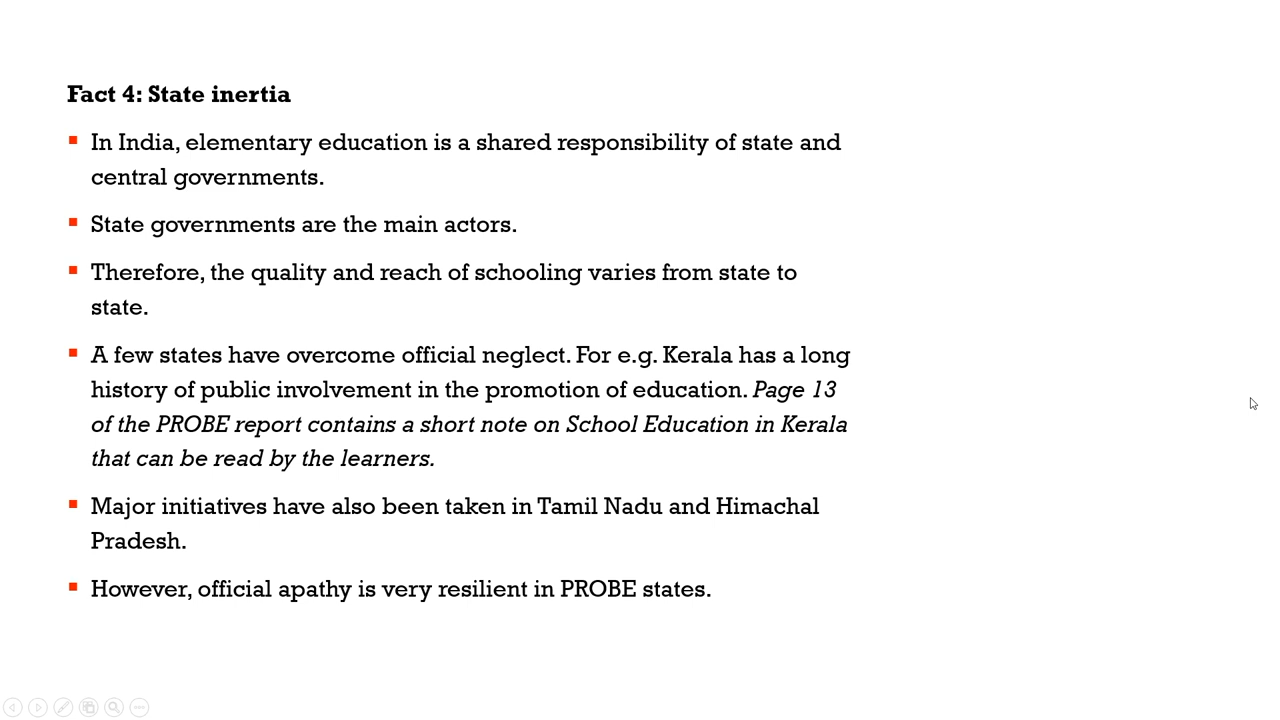 Fact 4: State inertia
In India, elementary education is a shared responsibility of state and
central governments.
State governments are the main actors.
Therefore, the quality and reach of schooling varies from state to
state.
A few states have overcome official neglect. For e.g. Kerala has a long
history of public involvement in the promotion of education. Page 13
of the PROBE report contains a short note on School Education in Kerala
that can be read by the learners.
Major initiatives have also been taken in Tamil Nadu and Himachal
Pradesh.
However, official apathy is very resilient in PROBE states.